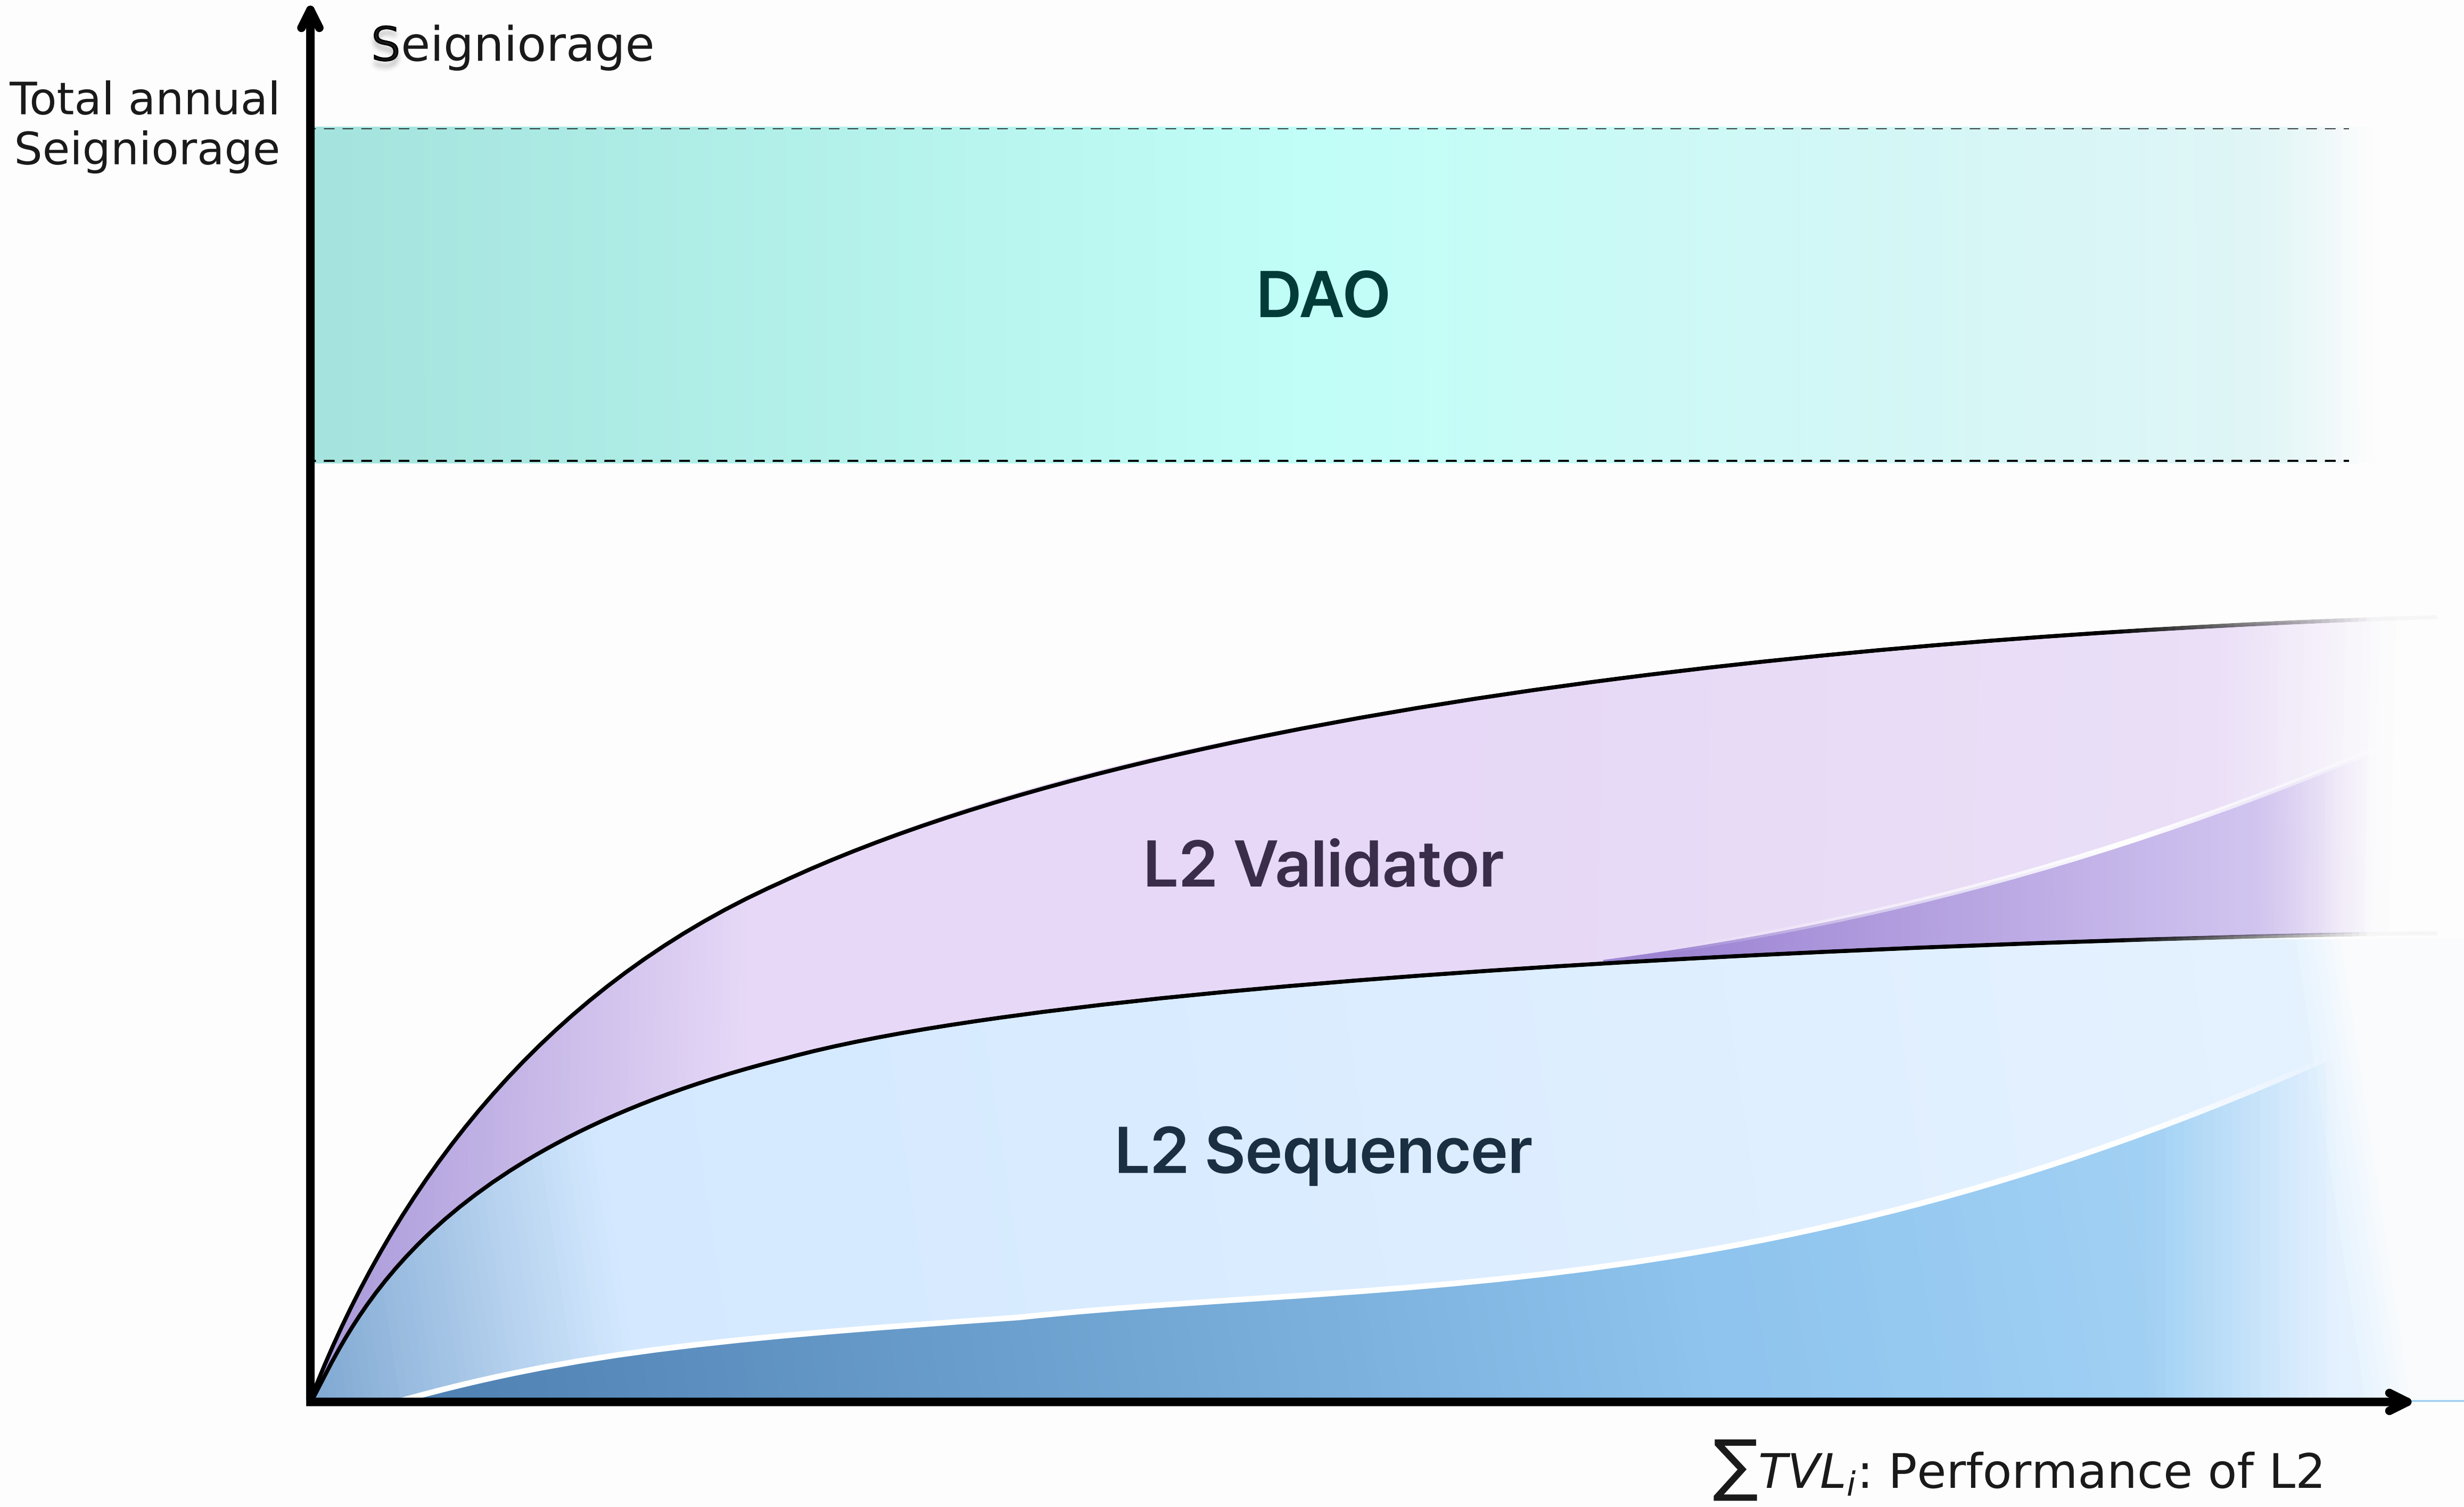 Seigniorage
Total annual
Seigniorage
DAO
L2 Validator
L2 Sequencer
∑TVLᵢ: Performance of L2